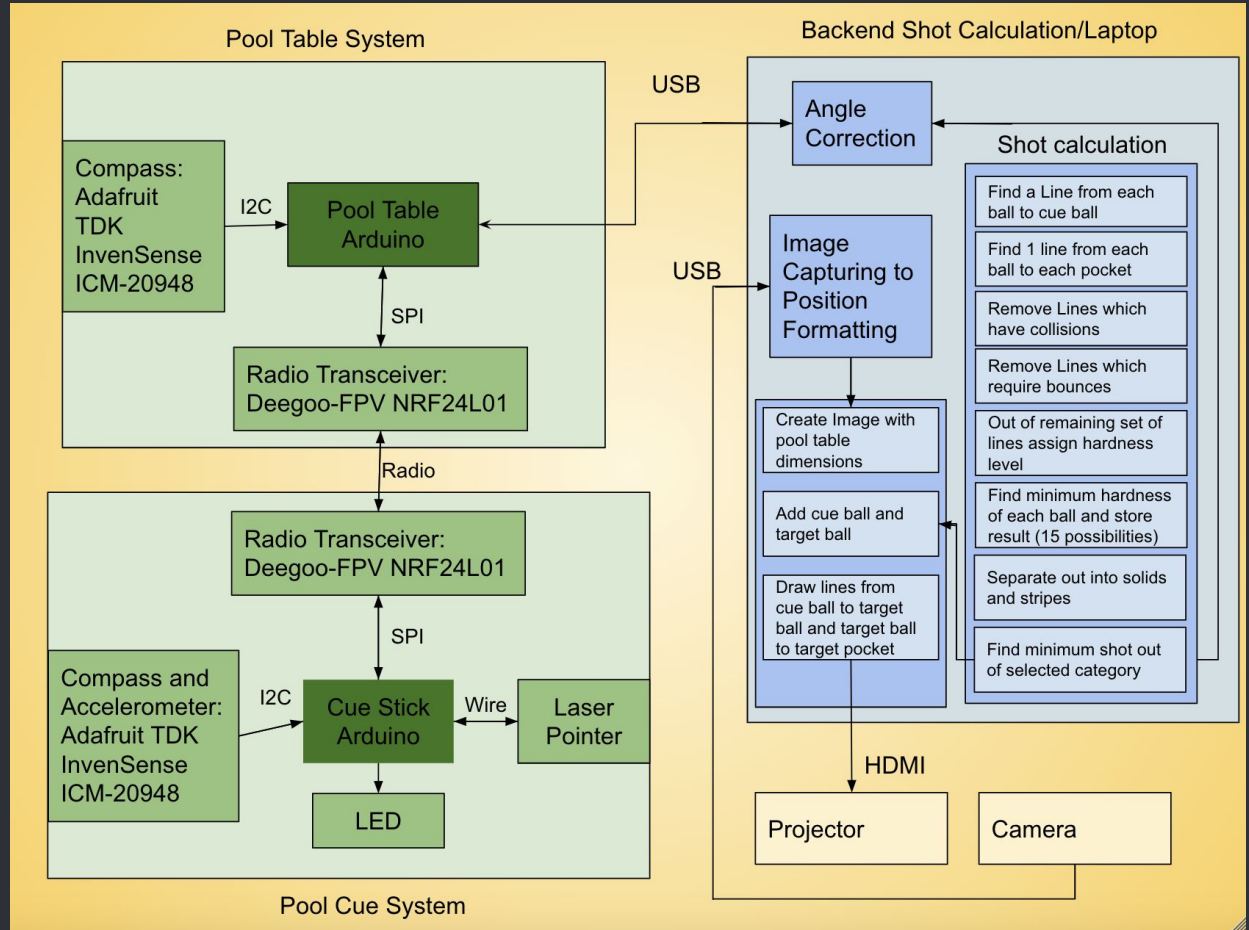 Pool Table System
Compass:
Adafruit
TDK
InvenSense
ICM-20948
I2C
Pool Table
Arduino
SPI
Radio Transceiver:
Deegoo-FPV NRF24L01
Radio
Radio Transceiver:
Deegoo-FPV NRF24L01
SPI
Compass and
Accelerometer:
Adafruit TDK
InvenSense
ICM-20948
I2C
Cue Stick
Arduino
Wire
Laser
Pointer
LED
Pool Cue System
Backend Shot Calculation/Laptop
USB
Angle
Correction
USB
Image
Capturing to
Position
Formatting
Create Image with
pool table
dimensions
Add cue ball and
target ball
Draw lines from
cue ball to target
ball and target ball
to target pocket
Shot calculation
Find a Line from each
ball to cue ball
Find 1 line from each
ball to each pocket
Remove Lines which
have collisions
Remove Lines which
require bounces
Out of remaining set of
lines assign hardness
level
Find minimum hardness
of each ball and store
result (15 possibilities)
Separate out into solids
and stripes
Find minimum shot out
of selected category
HDMI
Projector
Camera